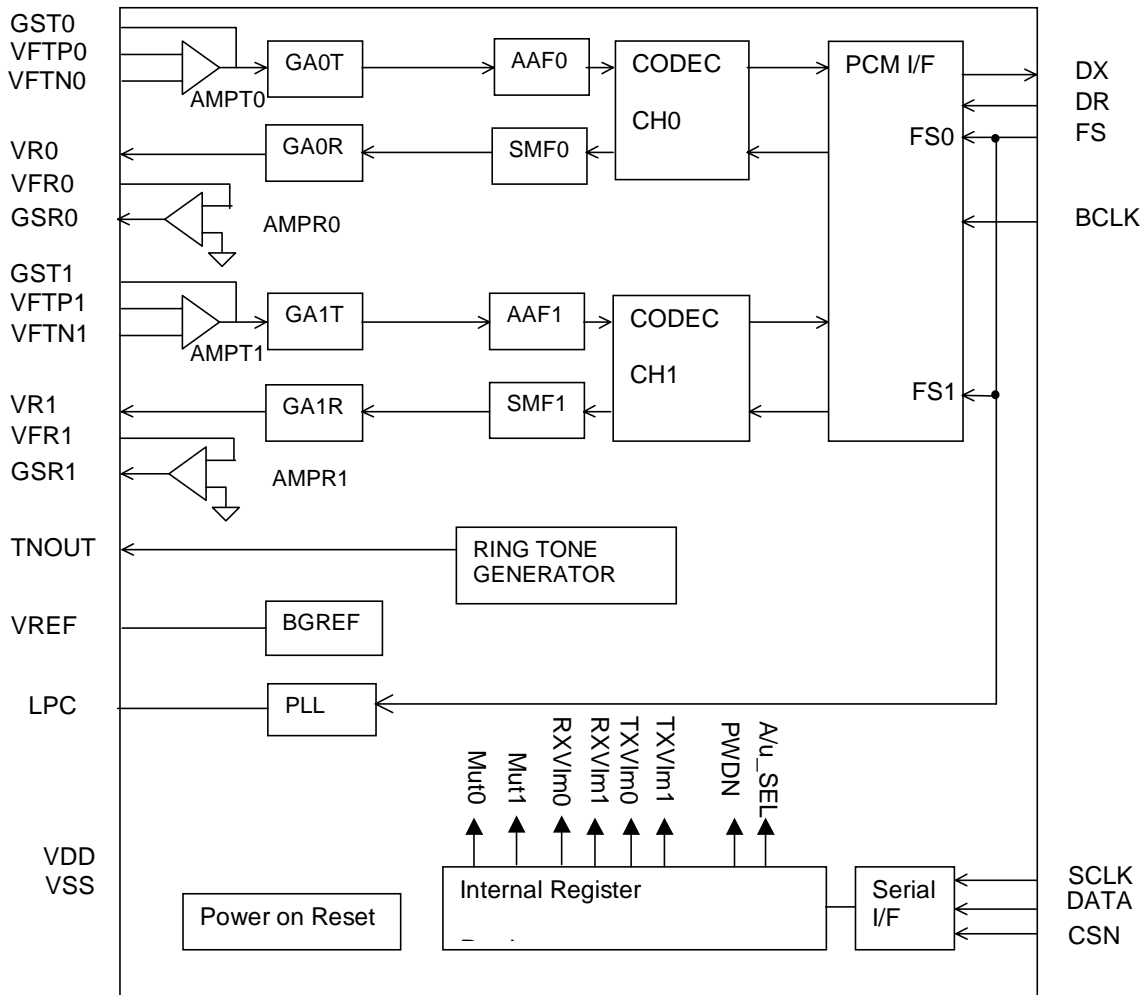 GST0
VFTP0
VFTN0
AMPT0
GA0T
AAF0
CODEC
CH0
PCM I/F
DX
DR
FS
FS0
VR0
GA0R
SMF0
VFR0
GSR0
AMPR0
BCLK
GST1
VFTP1
VFTN1
AMPT1
GA1T
AAF1
CODEC
CH1
FS1
VR1
GA1R
SMF1
VFR1
GSR1
AMPR1
TNOUT
RING TONE
GENERATOR
VREF
BGREF
LPC
PLL
Mut0
Mut1
RXVlm0
RXVlm1
TXVlm0
TXVlm1
PWDN
A/u_SEL
VDD
VSS
Power on Reset
Internal Register
Serial
I/F
SCLK
DATA
CSN